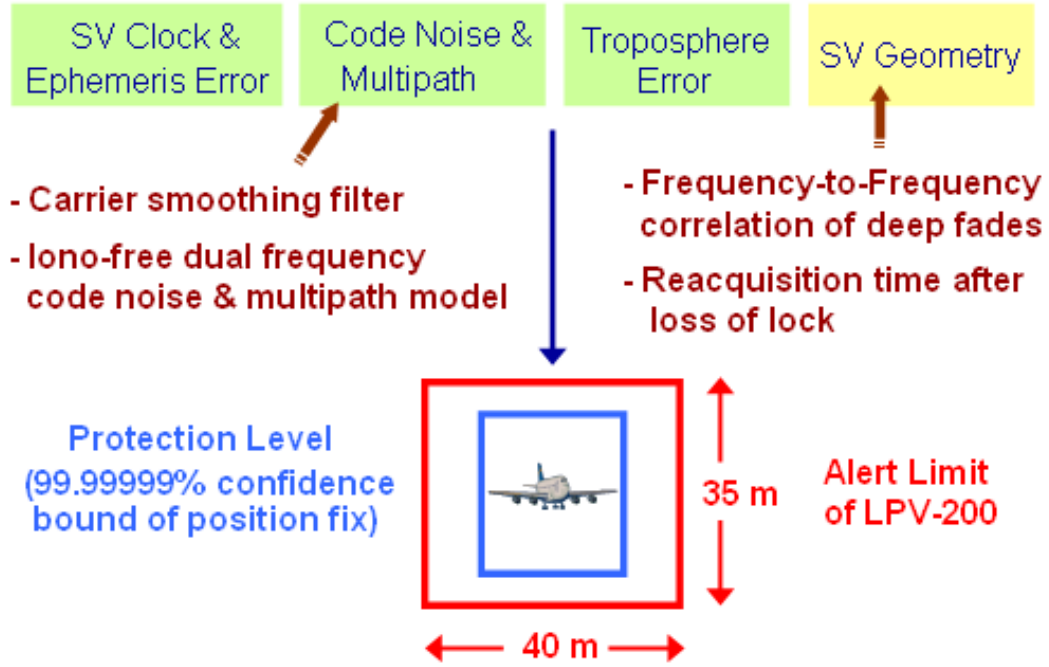 SV Clock &
Ephemeris Error
Code Noise &
Multipath
Troposphere
Error
SV Geometry
- Carrier smoothing filter
- Iono-free dual frequency
code noise & multipath model
- Frequency-to-Frequency
correlation of deep fades
- Reacquisition time after
loss of lock
Protection Level
(99.99999% confidence
bound of position fix)
35 m
Alert Limit
of LPV-200
40 m